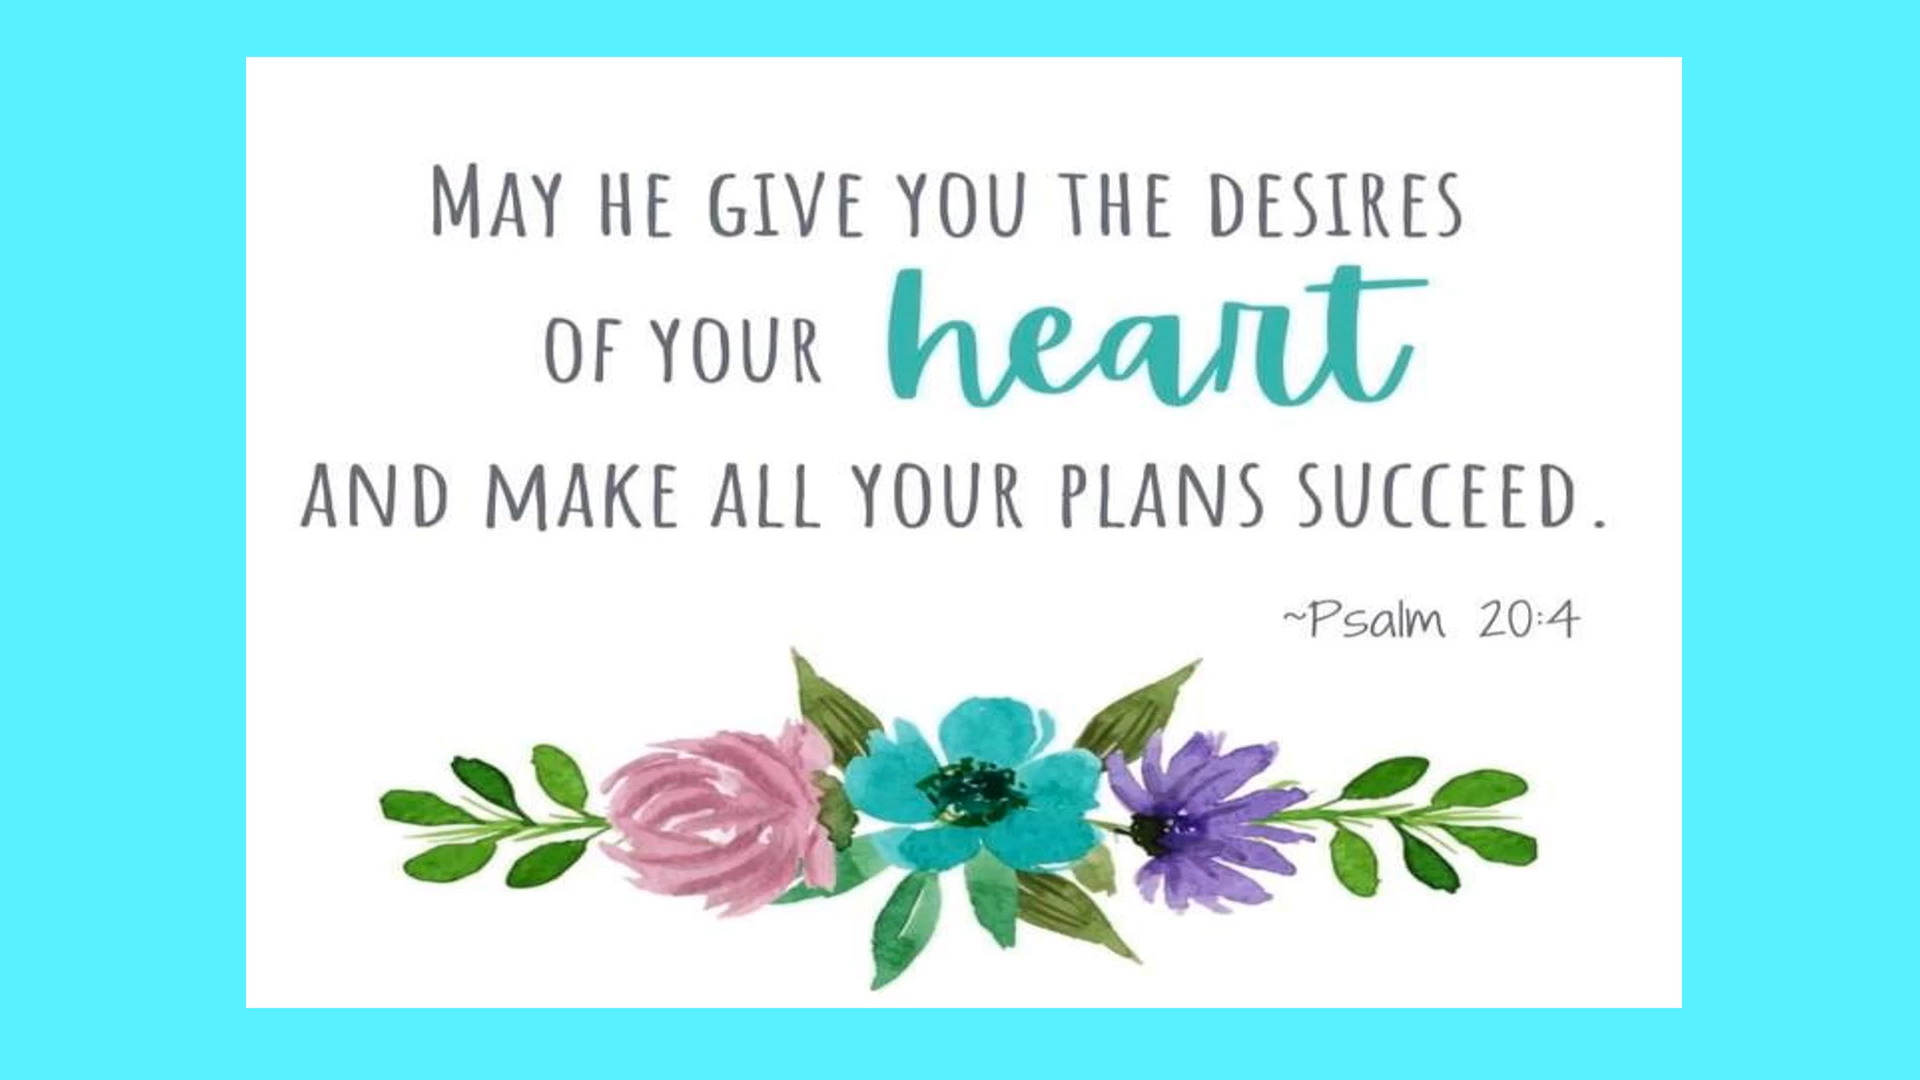 MAY HE GIVE YOU THE DESIRES
OF YOUR heart
AND MAKE ALL YOUR PLANS SUCCEED.
~Psalm 20:4